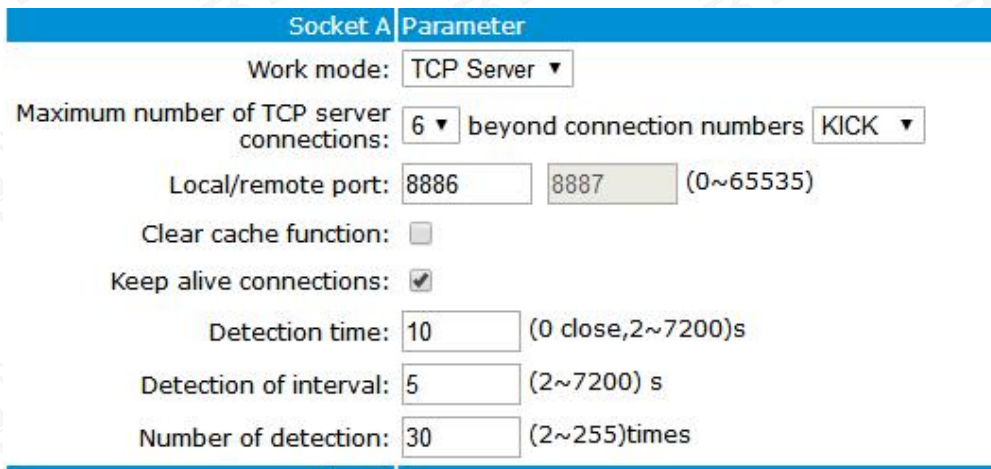 Socket A Parameter
Work mode: TCP Server
Maximum number of TCP server
connections: 6 beyond connection numbers KICK
Local/remote port: 8886 8887 (0~65535)
Clear cache function:
Keep alive connections:
Detection time: 10 (0 close,2~7200)s
Detection of interval: 5 (2~7200) s
Number of detection: 30 (2~255)times